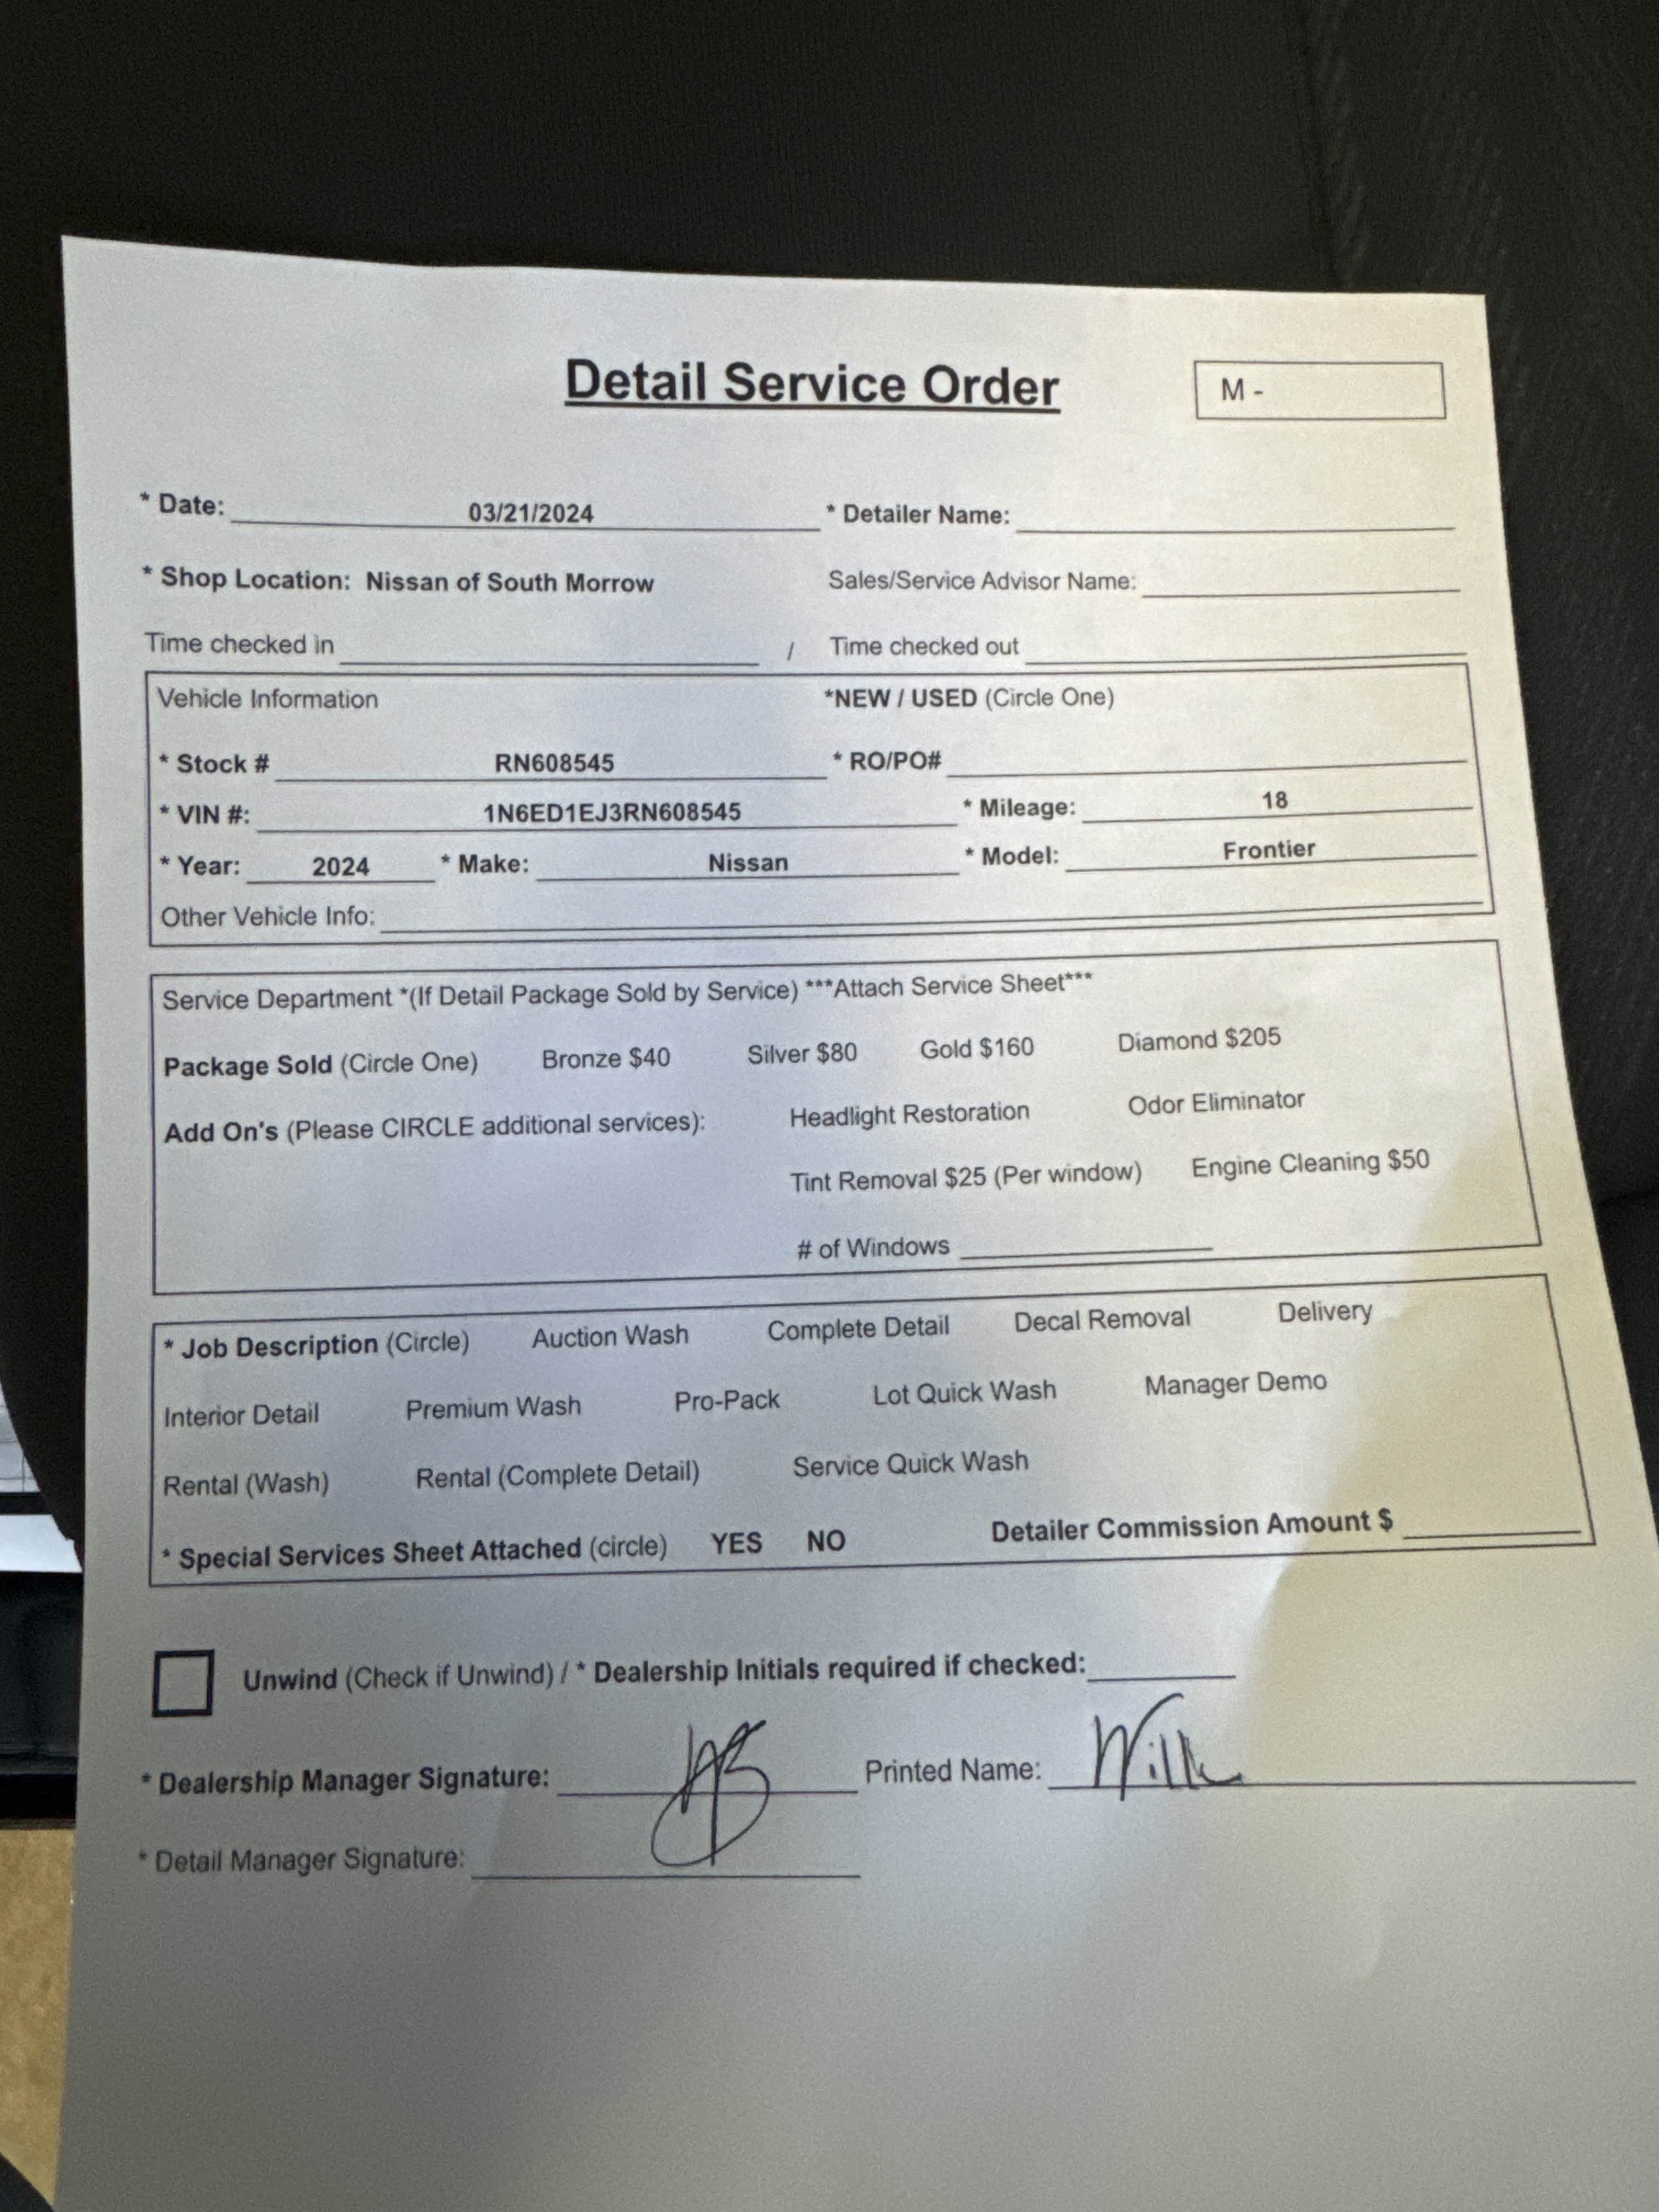 Detail Service Order
M -
* Date: 03/21/2024 * Detailer Name:
* Shop Location: Nissan of South Morrow Sales/Service Advisor Name:
Time checked in / Time checked out
Vehicle Information *NEW / USED (Circle One)
* Stock # RN608545 * RO/PO#
* VIN #: 1N6ED1EJ3RN608545 * Mileage: 18
* Year: 2024 * Make: Nissan * Model: Frontier
Other Vehicle Info:
Service Department *(If Detail Package Sold by Service) ***Attach Service Sheet***
Package Sold (Circle One) Bronze $40 Silver $80 Gold $160 Diamond $205
Add On's (Please CIRCLE additional services): Headlight Restoration Odor Eliminator
Tint Removal $25 (Per window) Engine Cleaning $50
# of Windows
* Job Description (Circle) Auction Wash Complete Detail Decal Removal Delivery
Interior Detail Premium Wash Pro-Pack Lot Quick Wash Manager Demo
Rental (Wash) Rental (Complete Detail) Service Quick Wash
* Special Services Sheet Attached (circle) YES NO Detailer Commission Amount $
Unwind (Check if Unwind) / * Dealership Initials required if checked:
* Dealership Manager Signature: Printed Name:
* Detail Manager Signature: